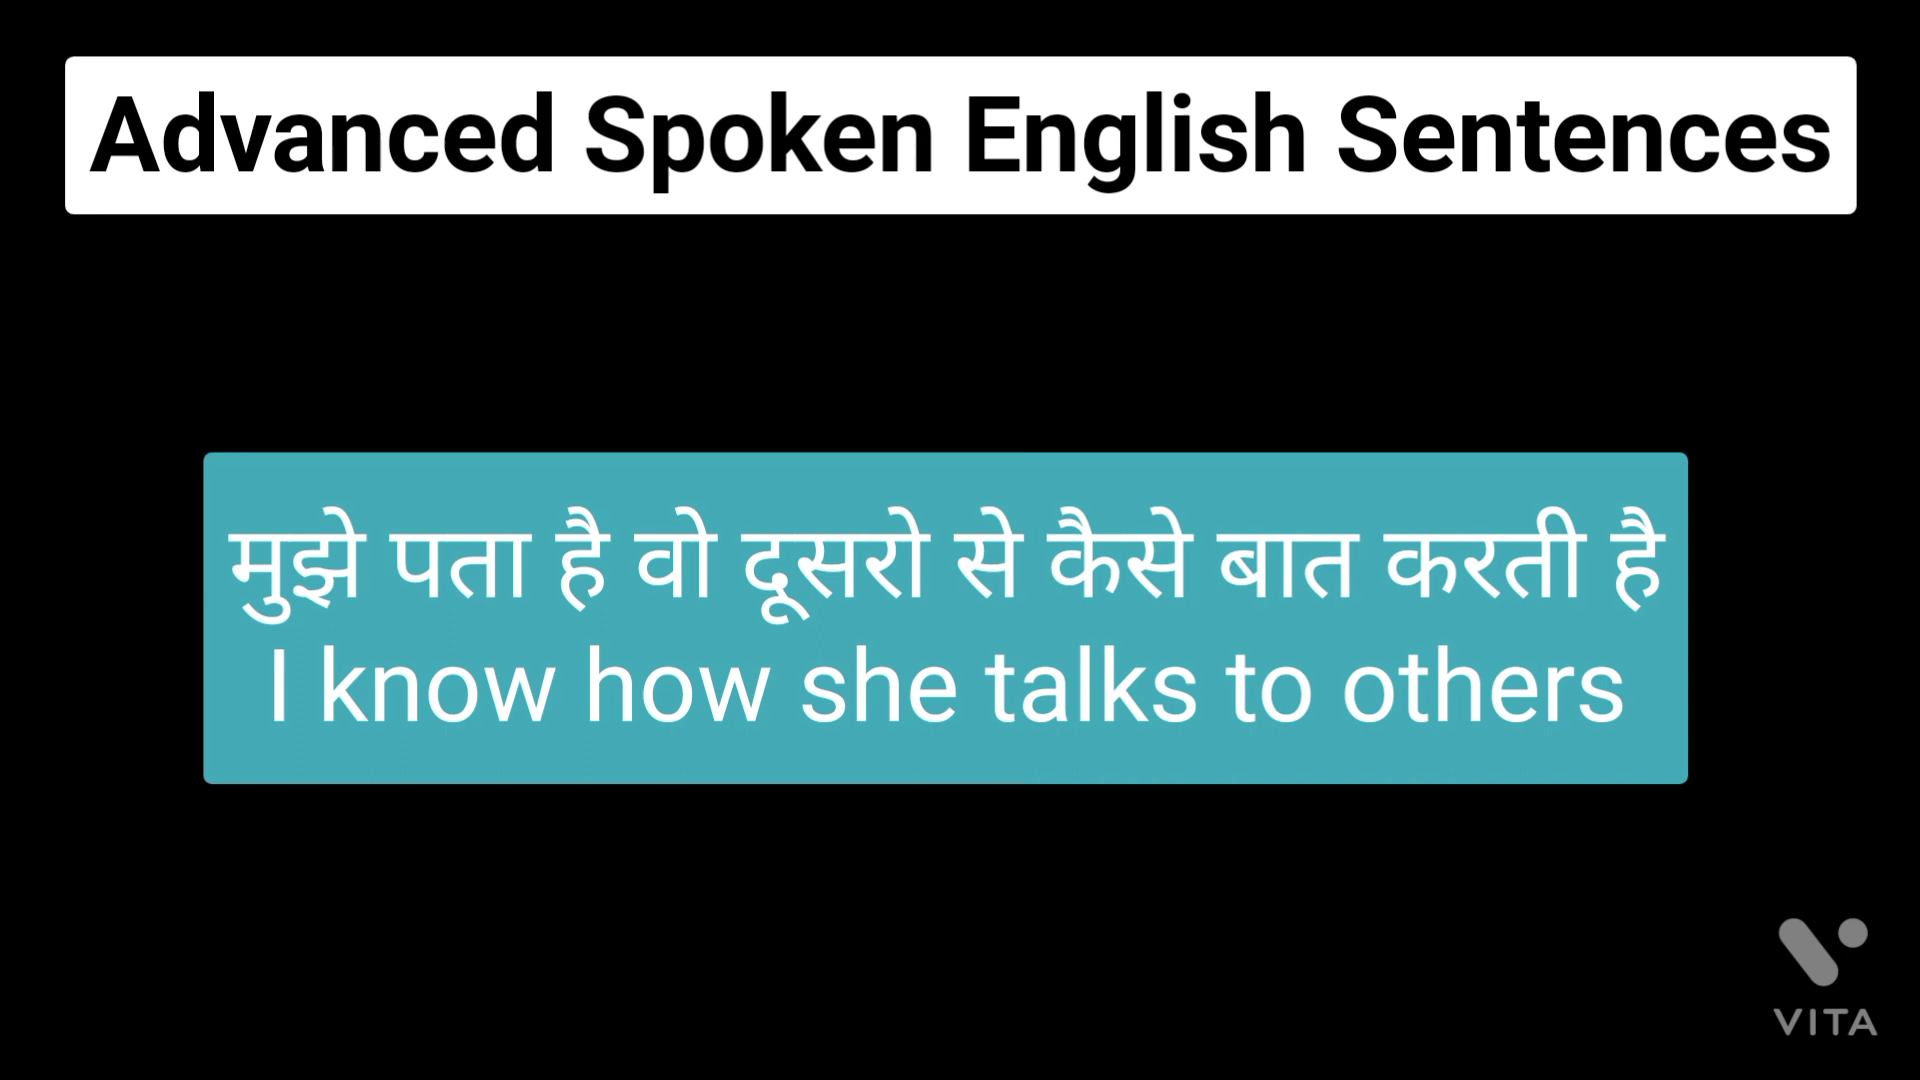 Advanced Spoken English Sentences
मुझे पता है वो दूसरो से कैसे बात करती है
I know how she talks to others
VITA